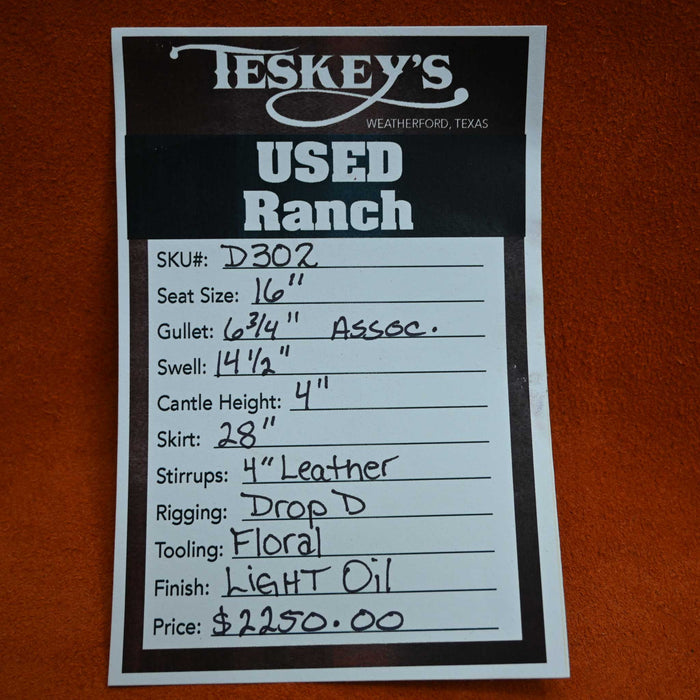 TESKEY'S
WEATHERFORD, TEXAS
USED
Ranch
SKU#: D302
Seat Size: 16"
Gullet: 6 3/4" Assoc.
Swell: 14 1/2"
Cantle Height: 4"
Skirt: 28"
Stirrups: 4" Leather
Rigging: Drop D
Tooling: Floral
Finish: LIGHT Oil
Price: $2250.00